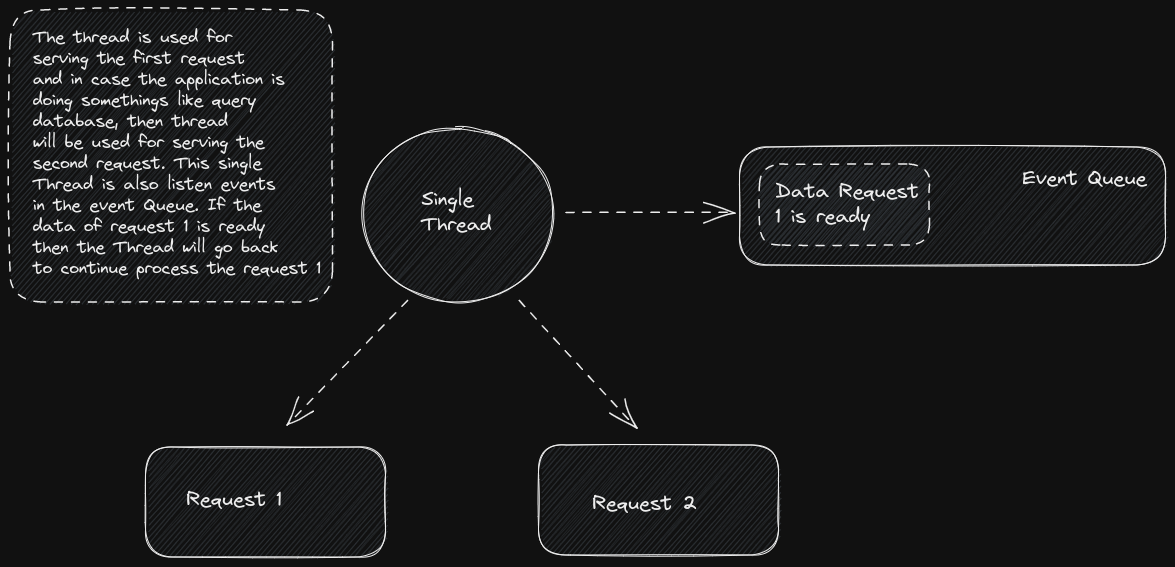 The thread is used for
serving the first request
and in case the application is
doing somethings like query
database, then thread
will be used for serving the
second request. This single
Thread is also listen events
in the event Queue. If the
data of request 1 is ready
then the Thread will go back
to continue process the request 1
Single
Thread
Data Request
1 is ready
Event Queue
Request 1
Request 2